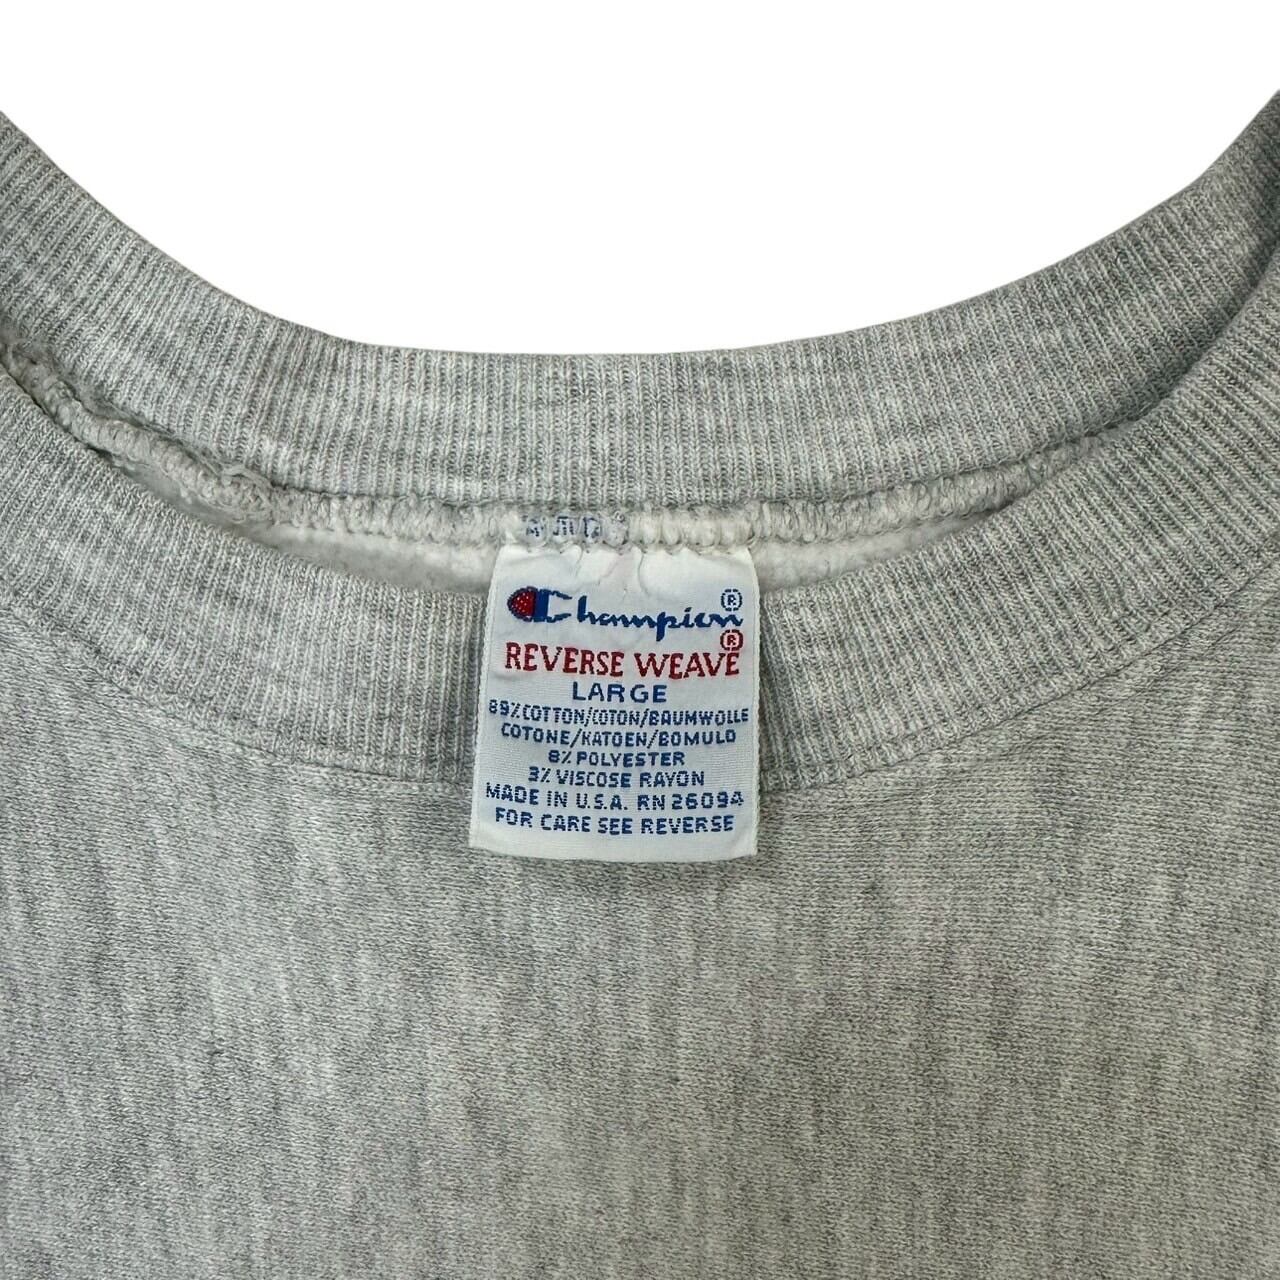 Champion®
REVERSE WEAVE®
LARGE
89% COTTON/COTON/BAUMWOLLE
COTONE/KATOEN/BOMULD
8% POLYESTER
3% VISCOSE RAYON
MADE IN U.S.A. RN 26094
FOR CARE SEE REVERSE